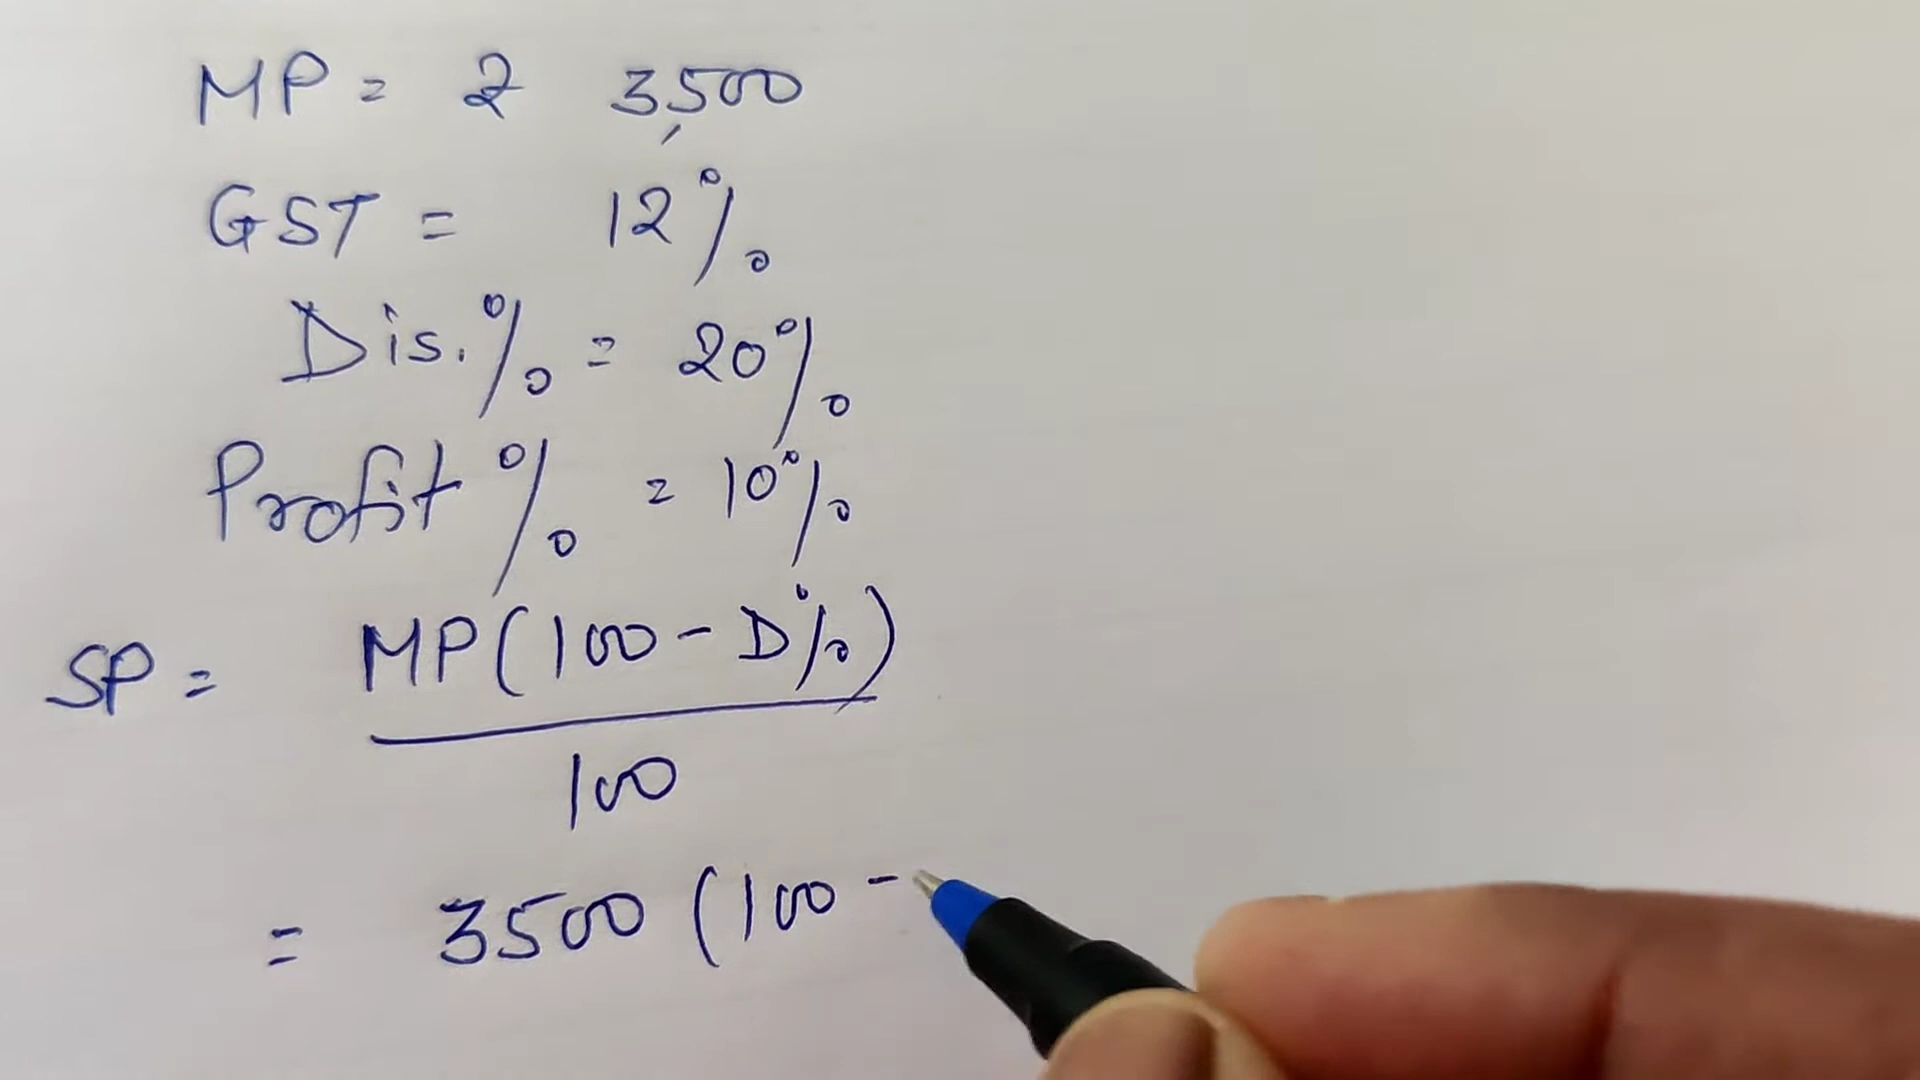 MP = ₹ 3,500
GST = 12%
Dis.% = 20%
Profit % = 10%
SP = MP(100 - D%)
100
= 3500 (100 -